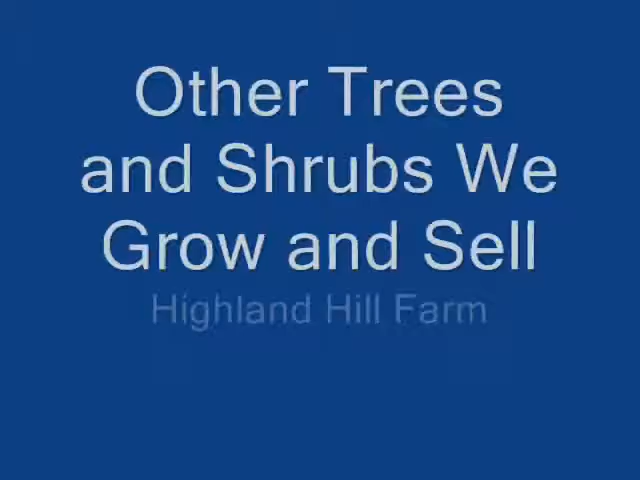 Other Trees
and Shrubs We
Grow and Sell
Highland Hill Farm